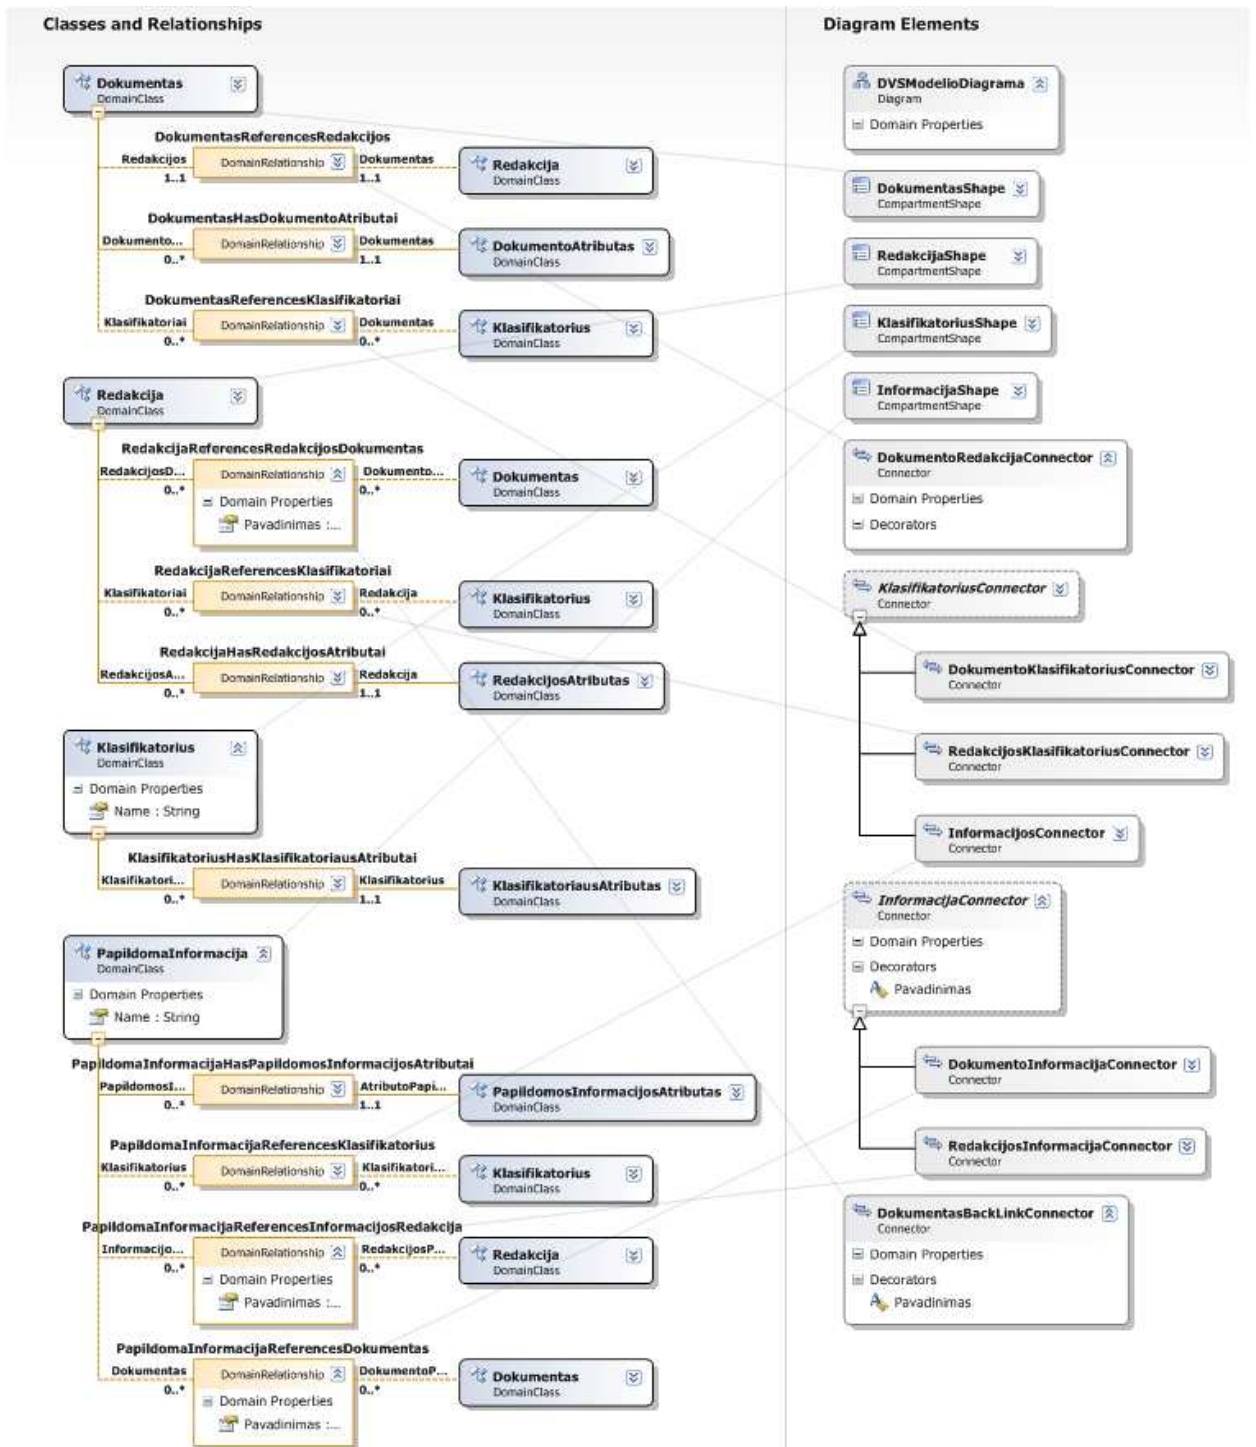 Classes and Relationships
Dokumentas
DomainClass
DokumentasReferencesRedakcijos
Redakcijos
DomainRelationship
Dokumentas
1..1
1..1
Redakcija
DomainClass
DokumentasHasDokumentoAtributai
Dokumento...
DomainRelationship
Dokumentas
0..*
1..1
DokumentoAtributas
DomainClass
DokumentasReferencesKlasifikatoriai
Klasifikatoriai
DomainRelationship
Dokumentas
0..*
0..*
Klasifikatorius
DomainClass
Redakcija
DomainClass
RedakcijaReferencesRedakcijosDokumentas
RedakcijosD...
DomainRelationship
Dokumento...
0..*
0..*
Domain Properties
Pavadinimas :...
Dokumentas
DomainClass
RedakcijaReferencesKlasifikatoriai
Klasifikatoriai
DomainRelationship
Redakcija
0..*
0..*
Klasifikatorius
DomainClass
RedakcijaHasRedakcijosAtributai
RedakcijosA...
DomainRelationship
Redakcija
0..*
1..1
RedakcijosAtributas
DomainClass
Klasifikatorius
DomainClass
Domain Properties
Name : String
KlasifikatoriusHasKlasifikatoriausAtributai
Klasifikatori...
DomainRelationship
Klasifikatorius
0..*
1..1
KlasifikatoriausAtributas
DomainClass
PapildomaInformacija
DomainClass
Domain Properties
Name : String
PapildomaInformacijaHasPapildomosInformacijosAtributai
PapildomosI...
DomainRelationship
AtributoPapi...
0..*
1..1
PapildomosInformacijosAtributas
DomainClass
PapildomaInformacijaReferencesKlasifikatorius
Klasifikatorius
DomainRelationship
Klasifikatori...
0..*
0..*
Klasifikatorius
DomainClass
PapildomaInformacijaReferencesInformacijosRedakcija
Informacijo...
DomainRelationship
RedakcijosP...
0..*
0..*
Domain Properties
Pavadinimas :...
Redakcija
DomainClass
PapildomaInformacijaReferencesDokumentas
Dokumentas
DomainRelationship
DokumentoP...
0..*
0..*
Domain Properties
Pavadinimas :...
Dokumentas
DomainClass
Diagram Elements
DVSModelioDiagrama
Diagram
Domain Properties
DokumentasShape
CompartmentShape
RedakcijaShape
CompartmentShape
KlasifikatoriusShape
CompartmentShape
InformacijaShape
CompartmentShape
DokumentoRedakcijaConnector
Connector
Domain Properties
Decorators
KlasifikatoriusConnector
Connector
DokumentoKlasifikatoriusConnector
Connector
RedakcijosKlasifikatoriusConnector
Connector
InformacijosConnector
Connector
InformacijaConnector
Connector
Domain Properties
Decorators
Pavadinimas
DokumentoInformacijaConnector
Connector
RedakcijosInformacijaConnector
Connector
DokumentasBackLinkConnector
Connector
Domain Properties
Decorators
Pavadinimas